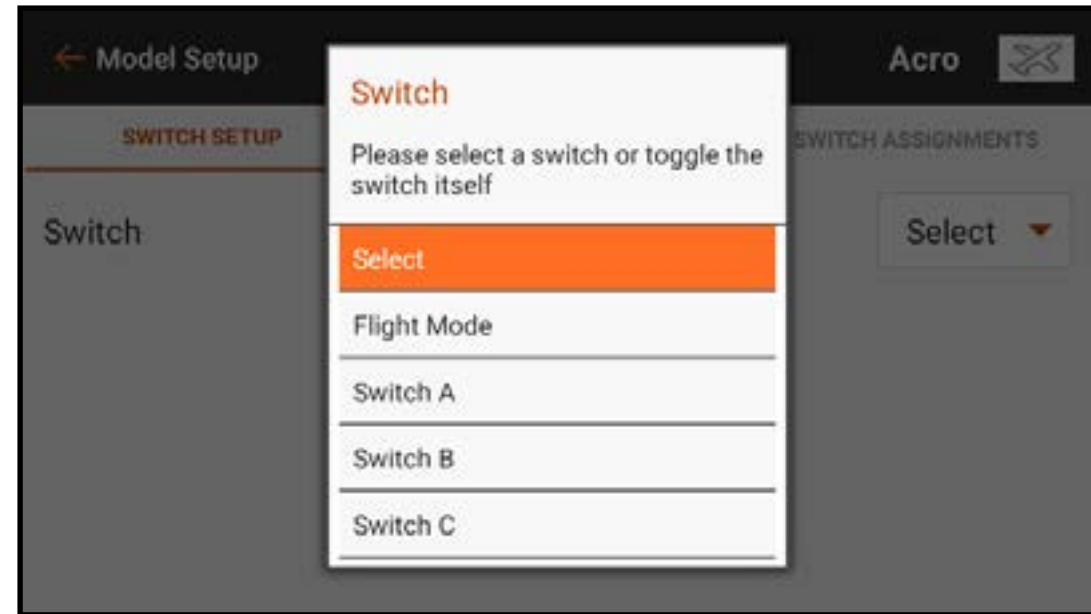 Model Setup
Acro
SWITCH SETUP
SWITCH ASSIGNMENTS
Switch
Select
Switch
Please select a switch or toggle the
switch itself
Select
Flight Mode
Switch A
Switch B
Switch C